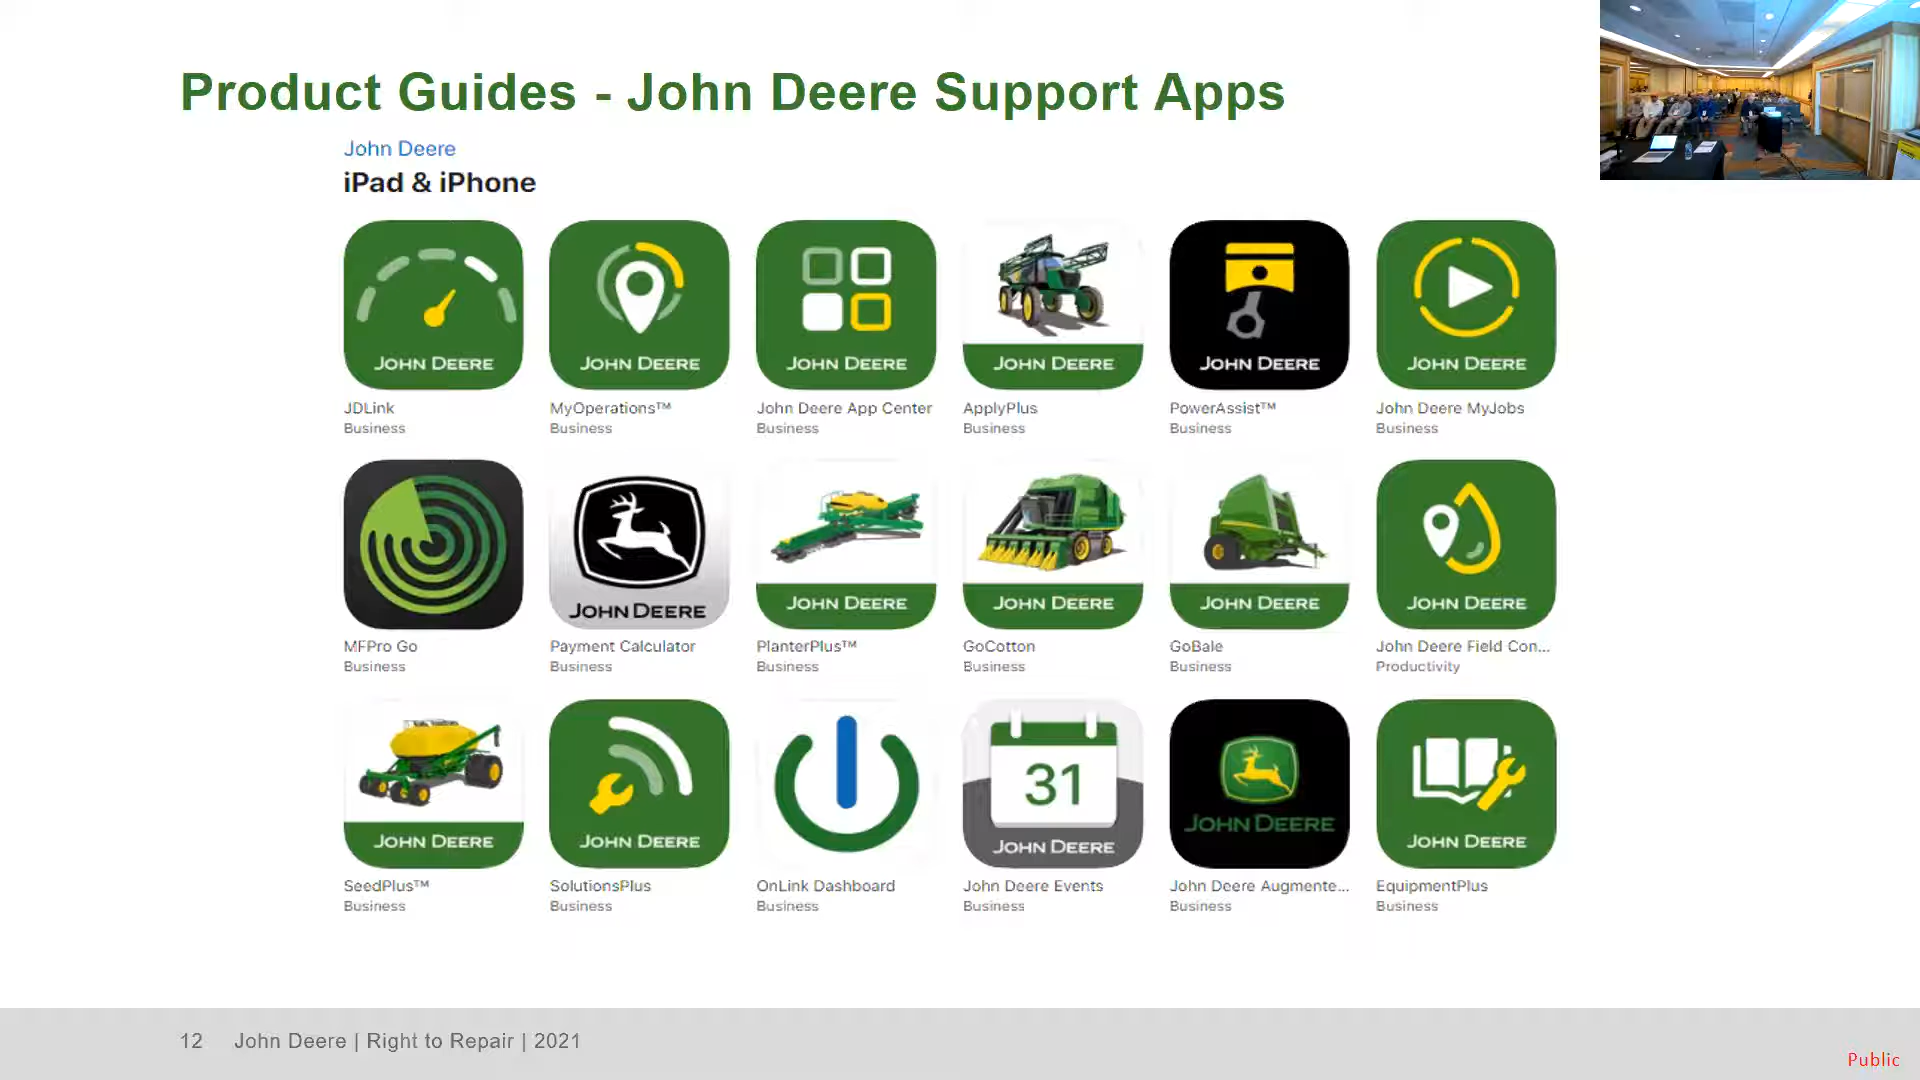 Product Guides - John Deere Support Apps
John Deere
iPad & iPhone
JOHN DEERE
JOHN DEERE
JOHN DEERE
JOHN DEERE
JOHN DEERE
JOHN DEERE
JDLink
MyOperations™
John Deere App Center
ApplyPlus
PowerAssist™
John Deere MyJobs
Business
Business
Business
Business
Business
Business
JOHN DEERE
JOHN DEERE
JOHN DEERE
JOHN DEERE
JOHN DEERE
MFPro Go
Payment Calculator
PlanterPlus™
GoCotton
GoBale
John Deere Field Con...
Business
Business
Business
Business
Business
Productivity
31
JOHN DEERE
JOHN DEERE
JOHN DEERE
JOHN DEERE
JOHN DEERE
SeedPlus™
SolutionsPlus
OnLink Dashboard
John Deere Events
John Deere Augmente...
EquipmentPlus
Business
Business
Business
Business
Business
Business
12 John Deere | Right to Repair | 2021
Public